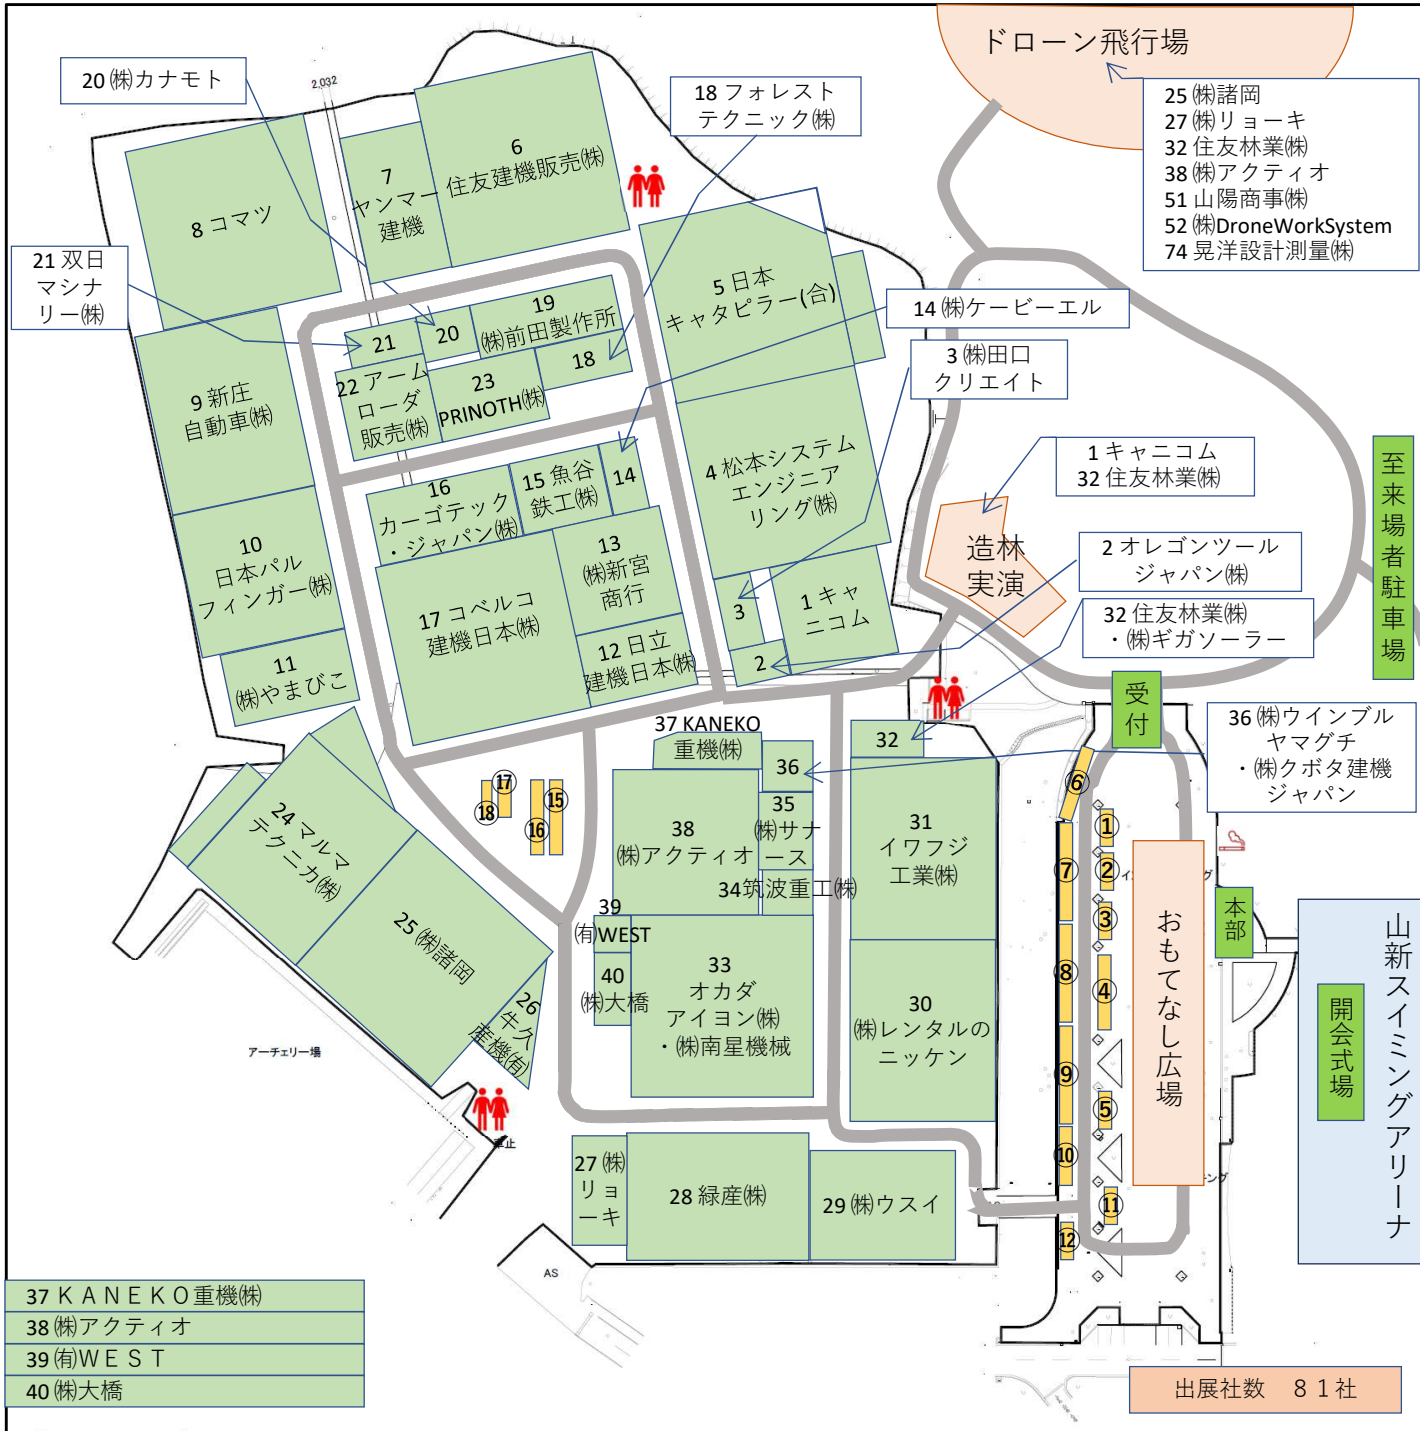 ドローン飛行場
20 ㈱カナモト
2,032
18 フォレスト
テクニック㈱
25 ㈱諸岡
27 ㈱リョーキ
32 住友林業㈱
38 ㈱アクティオ
51 山陽商事㈱
52 ㈱DroneWorkSystem
74 晃洋設計測量㈱
6
住友建機販売㈱
7
ヤンマー
建機
8 コマツ
21 双日
マシナ
リー㈱
5 日本
キャタピラー(合)
14 ㈱ケービーエル
19
㈱前田製作所
20
21
18
3 ㈱田口
クリエイト
22 アーム
ローダ
販売㈱
23
PRINOTH㈱
9 新庄
自動車㈱
4 松本システム
エンジニア
リング㈱
1 キャニコム
32 住友林業㈱
至来場者駐車場
16
カーゴテック
・ジャパン㈱
15 魚谷
鉄工㈱
14
造林
実演
2 オレゴンツール
ジャパン㈱
10
日本パル
フィンガー㈱
13
㈱新宮
商行
17 コベルコ
建機日本㈱
3
1 キャ
ニコム
32 住友林業㈱
・㈱ギガソーラー
12 日立
建機日本㈱
2
11
㈱やまびこ
受付
36 ㈱ウインブル
ヤマグチ
・㈱クボタ建機
ジャパン
37 KANEKO
重機㈱
32
36
⑰
⑱
⑮
⑯
⑥
24 マルマ
テクニカ㈱
35
㈱サナ
ース
38
㈱アクティオ
31
イワフジ
工業㈱
①
⑦
②
34筑波重工㈱
39
㈲WEST
③
本部
おもてなし広場
山新スイミングアリーナ
25 ㈱諸岡
40
㈱大橋
33
オカダ
アイヨン㈱
・㈱南星機械
30
㈱レンタルの
ニッケン
⑧
④
開会式場
26
牛久
産機㈲
アーチェリー場
⑨
⑤
車止
27 ㈱
リョ
ーキ
28 緑産㈱
29 ㈱ウスイ
⑩
⑪
⑫
AS
37 ＫＡＮＥＫＯ重機㈱
38 ㈱アクティオ
39 ㈲ＷＥＳＴ
40 ㈱大橋
出展社数　８１社